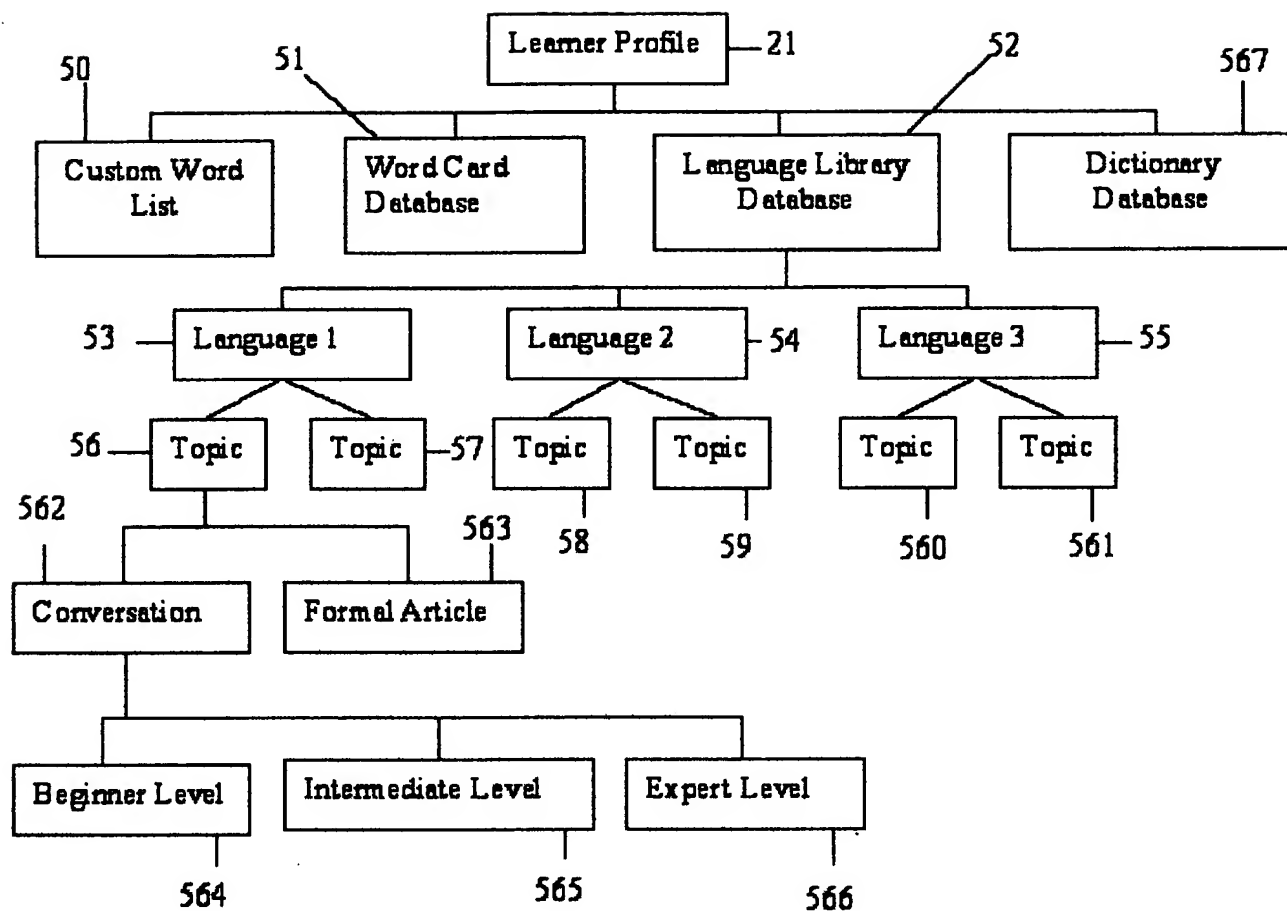 Learner Profile
21
50
51
52
567
Custom Word
List
Word Card
Database
Language Library
Database
Dictionary
Database
53
Language 1
Language 2
54
Language 3
55
56
Topic
Topic
57
Topic
Topic
Topic
Topic
562
563
58
59
560
561
Conversation
Formal Article
Beginner Level
Intermediate Level
Expert Level
564
565
566